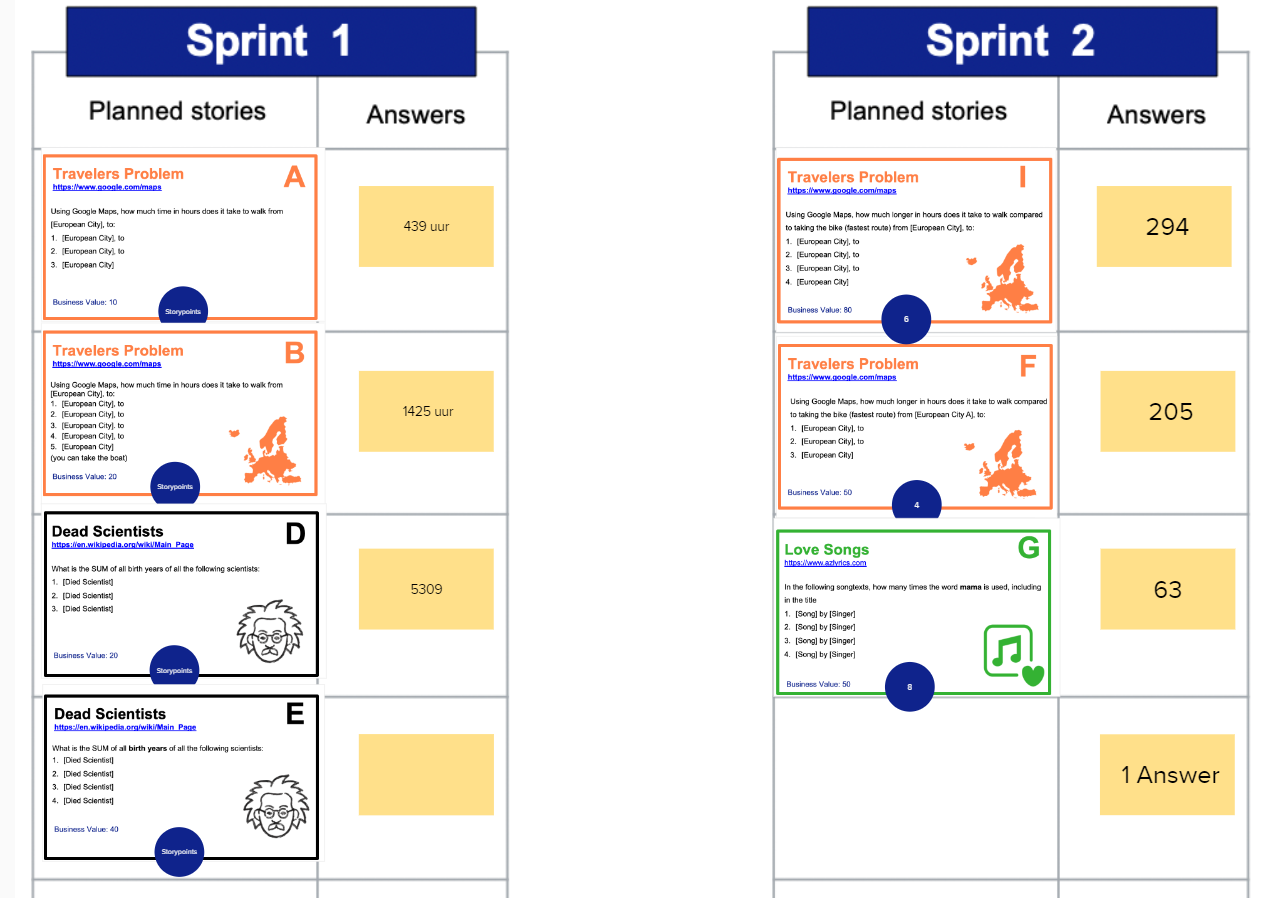 Sprint 1
Planned stories
Answers
Travelers Problem
A
https://www.google.com/maps
Using Google Maps, how much time in hours does it take to walk from
[European City], to:
1. [European City], to
2. [European City], to
3. [European City]
Business Value: 10
Storypoints
439 uur
Travelers Problem
B
https://www.google.com/maps
Using Google Maps, how much time in hours does it take to walk from
[European City], to:
1. [European City], to
2. [European City], to
3. [European City], to
4. [European City], to
5. [European City]
(you can take the boat)
Business Value: 20
Storypoints
1425 uur
Dead Scientists
D
https://en.wikipedia.org/wiki/Main_Page
What is the SUM of all birth years of all the following scientists:
1. [Died Scientist]
2. [Died Scientist]
3. [Died Scientist]
Business Value: 20
Storypoints
5309
Dead Scientists
E
https://en.wikipedia.org/wiki/Main_Page
What is the SUM of all birth years of all the following scientists:
1. [Died Scientist]
2. [Died Scientist]
3. [Died Scientist]
4. [Died Scientist]
Business Value: 40
Storypoints
Sprint 2
Planned stories
Answers
Travelers Problem
I
https://www.google.com/maps
Using Google Maps, how much longer in hours does it take to walk compared
to taking the bike (fastest route) from [European City], to:
1. [European City], to
2. [European City], to
3. [European City], to
4. [European City]
Business Value: 80
6
294
Travelers Problem
F
https://www.google.com/maps
Using Google Maps, how much longer in hours does it take to walk compared
to taking the bike (fastest route) from [European City A], to:
1. [European City], to
2. [European City], to
3. [European City]
Business Value: 50
4
205
Love Songs
G
https://www.azlyrics.com
In the following songtexts, how many times the word mama is used, including
in the title
1. [Song] by [Singer]
2. [Song] by [Singer]
3. [Song] by [Singer]
4. [Song] by [Singer]
Business Value: 50
8
63
1 Answer